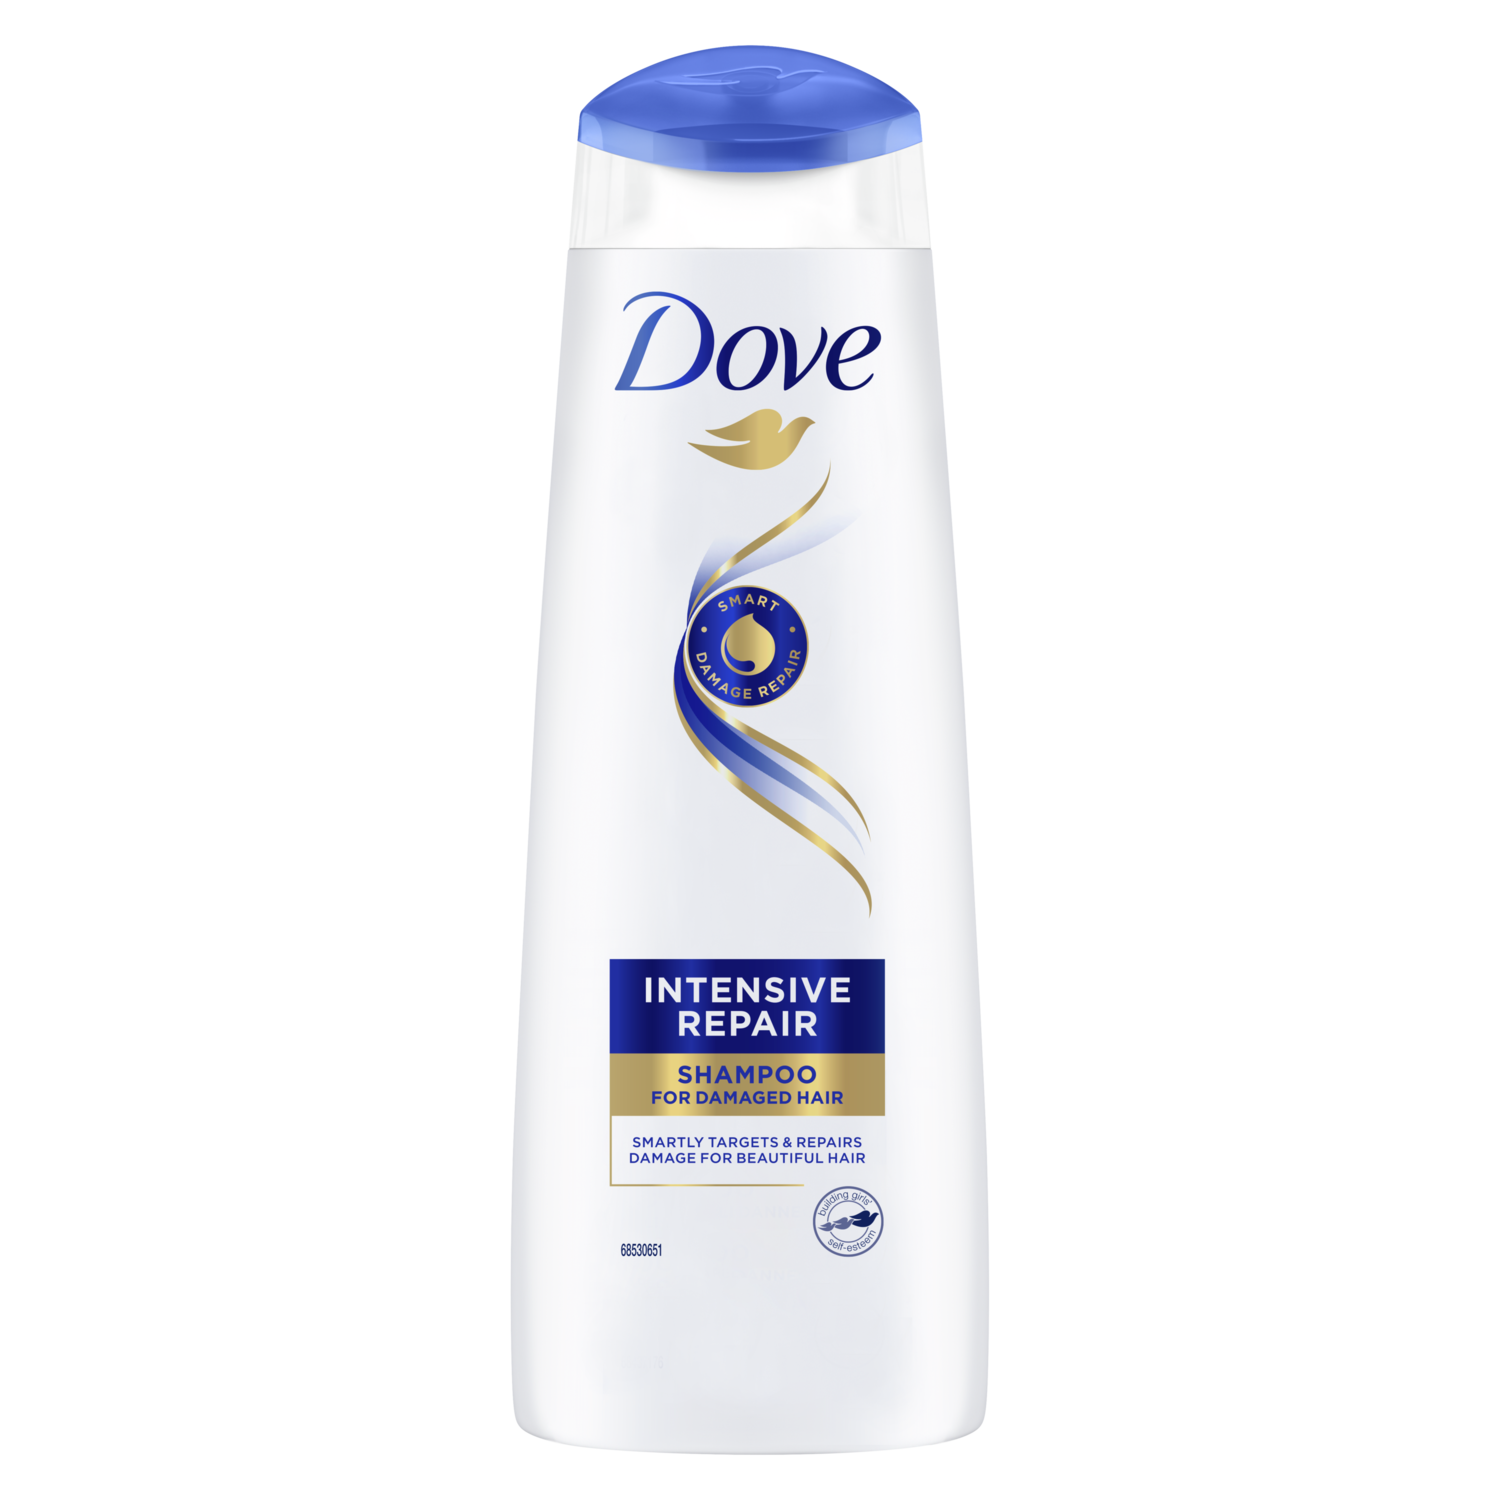 Dove
SMART
DAMAGE REPAIR
INTENSIVE
REPAIR
SHAMPOO
FOR DAMAGED HAIR
SMARTLY TARGETS & REPAIRS
DAMAGE FOR BEAUTIFUL HAIR
building girls'
self-esteem
68530651